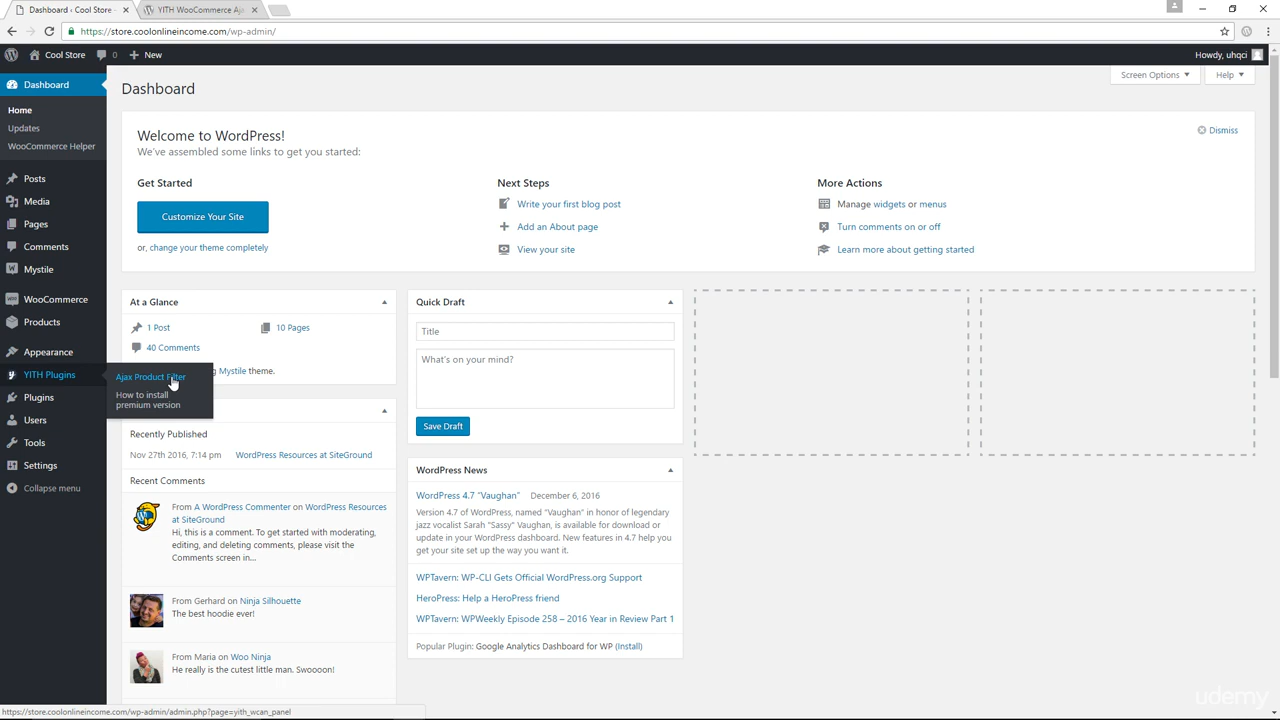 Dashboard ‹ Cool Store -
YITH WooCommerce Aja
https://store.coolonlineincome.com/wp-admin/
Cool Store
0
New
Howdy, uhqci
Dashboard
Home
Updates
WooCommerce Helper
Posts
Media
Pages
Comments
Mystile
WooCommerce
Products
Appearance
YITH Plugins
Plugins
Users
Tools
Settings
Collapse menu
Ajax Product Filter
How to install
premium version
Dashboard
Screen Options
Help
Welcome to WordPress!
We've assembled some links to get you started:
Dismiss
Get Started
Customize Your Site
or, change your theme completely
Next Steps
Write your first blog post
Add an About page
View your site
More Actions
Manage widgets or menus
Turn comments on or off
Learn more about getting started
At a Glance
1 Post
10 Pages
40 Comments
g Mystile theme.
Recently Published
Nov 27th 2016, 7:14 pm WordPress Resources at SiteGround
Recent Comments
From A WordPress Commenter on WordPress Resources
at SiteGround
Hi, this is a comment. To get started with moderating,
editing, and deleting comments, please visit the
Comments screen in...
From Gerhard on Ninja Silhouette
The best hoodie ever!
From Maria on Woo Ninja
He really is the cutest little man. Swoooon!
Quick Draft
Title
What's on your mind?
Save Draft
WordPress News
WordPress 4.7 "Vaughan" December 6, 2016
Version 4.7 of WordPress, named "Vaughan" in honor of legendary
jazz vocalist Sarah "Sassy" Vaughan, is available for download or
update in your WordPress dashboard. New features in 4.7 help you
get your site set up the way you want it.
WPTavern: WP-CLI Gets Official WordPress.org Support
HeroPress: Help a HeroPress friend
WPTavern: WPWeekly Episode 258 – 2016 Year in Review Part 1
Popular Plugin: Google Analytics Dashboard for WP (Install)
https://store.coolonlineincome.com/wp-admin/admin.php?page=yith_wcan_panel
udemy